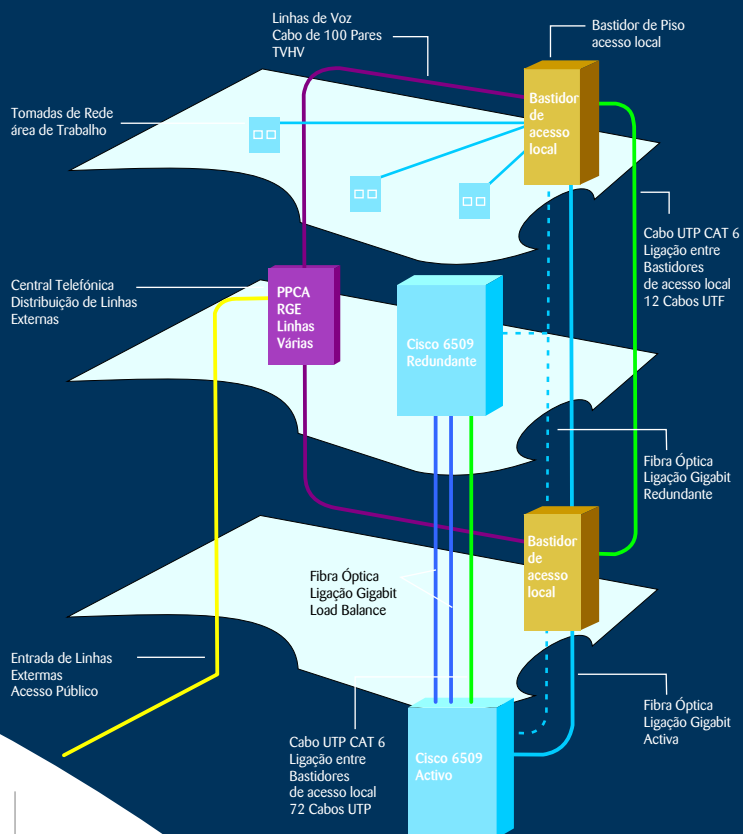 Linhas de Voz
Cabo de 100 Pares
TVHV
Bastidor de Piso
acesso local
Tomadas de Rede
área de Trabalho
Bastidor
de
acesso
local
Cabo UTP CAT 6
Ligação entre
Bastidores
de acesso local
12 Cabos UTF
Central Telefónica
Distribuição de Linhas
Externas
PPCA
RGE
Linhas
Várias
Cisco 6509
Redundante
Fibra Óptica
Ligação Gigabit
Redundante
Bastidor
de
acesso
local
Fibra Óptica
Ligação Gigabit
Load Balance
Entrada de Linhas
Externas
Acesso Público
Fibra Óptica
Ligação Gigabit
Activa
Cabo UTP CAT 6
Ligação entre
Bastidores
de acesso local
72 Cabos UTP
Cisco 6509
Activo